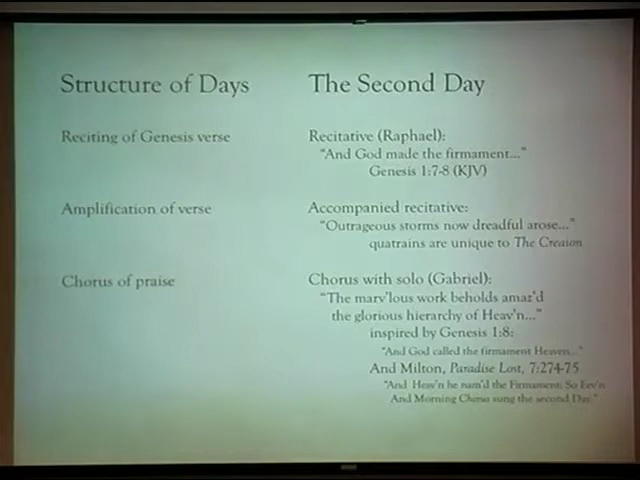 Structure of Days
The Second Day
Reciting of Genesis verse
Recitative (Raphael):
"And God made the firmament..."
Genesis 1:7-8 (KJV)
Amplification of verse
Accompanied recitative:
"Outrageous storms now dreadful arose..."
quatrains are unique to The Creation
Chorus of praise
Chorus with solo (Gabriel):
"The marv'lous work beholds amaz'd
the glorious hierarchy of Heav'n..."
inspired by Genesis 1:8:
"And God called the firmament Heaven..."
And Milton, Paradise Lost, 7:274-75
"And Heav'n he nam'd the Firmament: So Eev'n
And Morning Chorus sung the second Day."